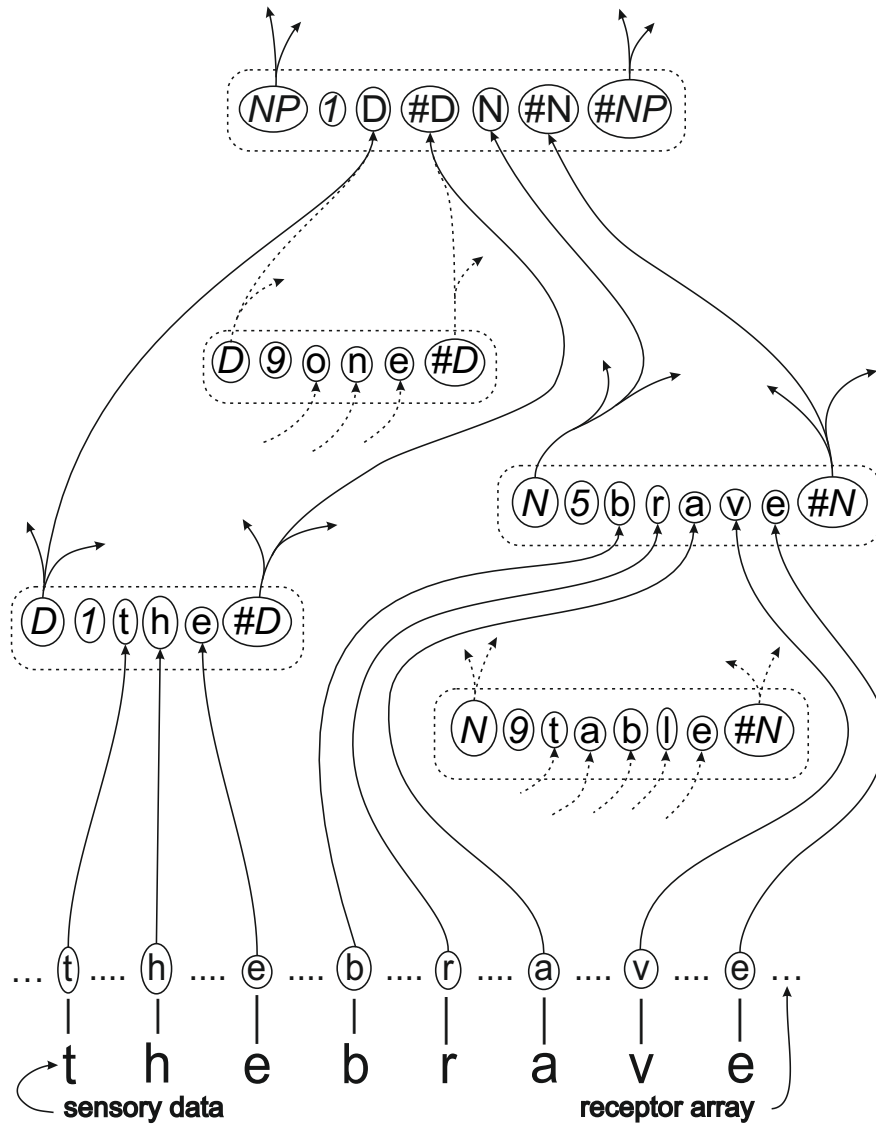 NP 1 D #D N #N #NP
D 9 o n e #D
N 5 b r a v e #N
D 1 t h e #D
N 9 t a b l e #N
... t .... h .... e .... b .... r .... a .... v .... e ...
t h e b r a v e
sensory data receptor array